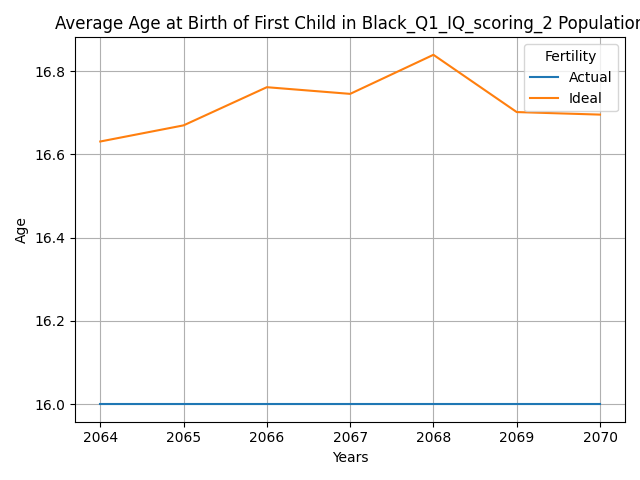 Average Age at Birth of First Child in Black_Q1_IQ_scoring_2 Population
Fertility
Actual
Ideal
16.8
16.6
16.4
16.2
16.0
Age
2064 2065 2066 2067 2068 2069 2070
Years